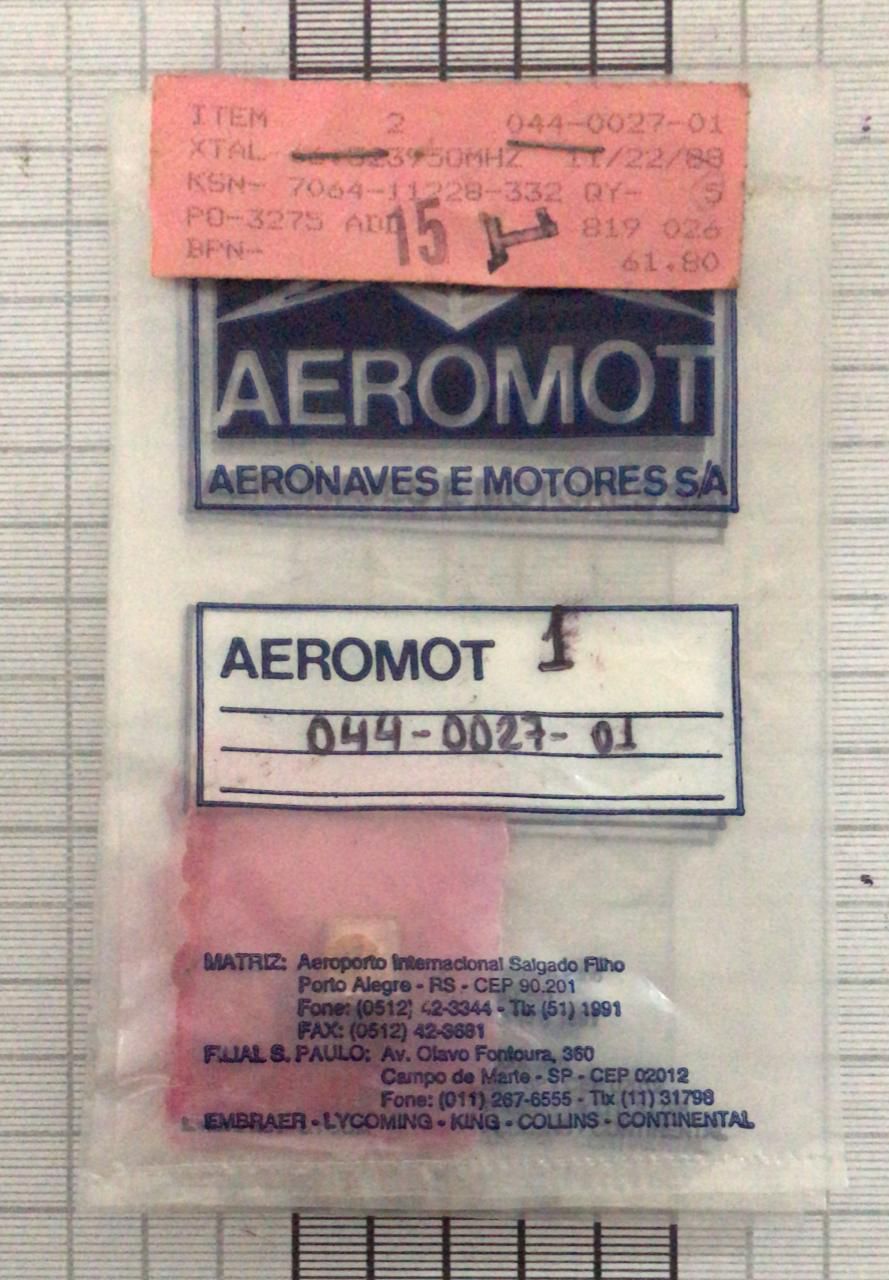 ITEM 2 044-0027-01
XTAL 3950MHZ 11/22/88
KSN- 7064-11228-332 QY- 5
PO-3275 15 819 026
BPN- 61.80
AEROMOT
AERONAVES E MOTORES S/A
AEROMOT 1
044-0027-01
MATRIZ: Aeroporto Internacional Salgado Filho
Porto Alegre - RS - CEP 90.201
Fone: (0512) 42-3344 - Tlx (51) 1991
FAX: (0512) 42-3681
FILIAL S. PAULO: Av. Olavo Fontoura, 360
Campo de Marte - SP - CEP 02012
Fone: (011) 267-6555 - Tlx (11) 31798
EMBRAER - LYCOMING - KING - COLLINS - CONTINENTAL